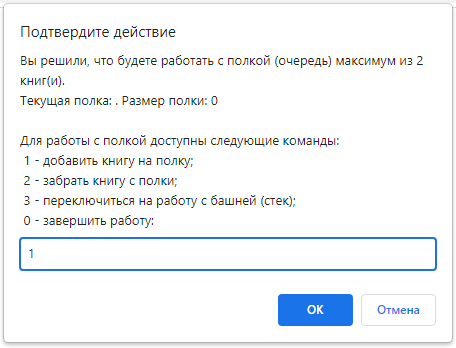 Подтвердите действие
Вы решили, что будете работать с полкой (очередь) максимум из 2
книг(и).
Текущая полка: . Размер полки: 0
Для работы с полкой доступны следующие команды:
1 - добавить книгу на полку;
2 - забрать книгу с полки;
3 - переключиться на работу с башней (стек);
0 - завершить работу:
1
ОК
Отмена